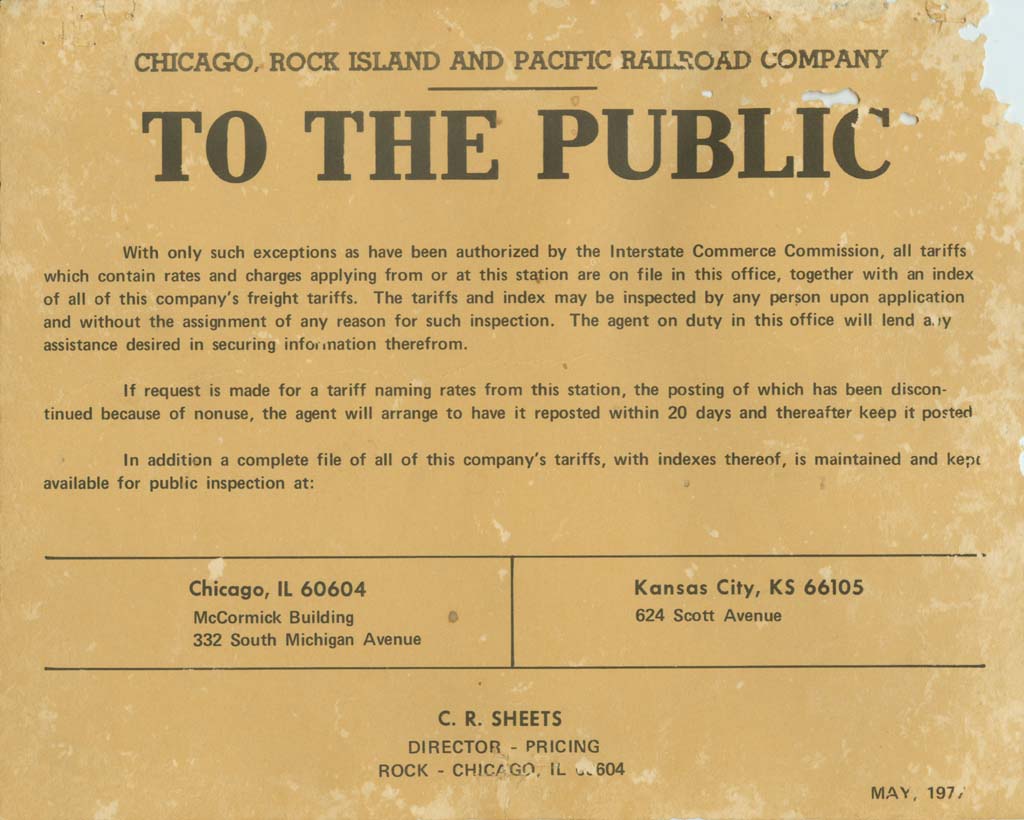 CHICAGO, ROCK ISLAND AND PACIFIC RAILROAD COMPANY
TO THE PUBLIC
With only such exceptions as have been authorized by the Interstate Commerce Commission, all tariffs
which contain rates and charges applying from or at this station are on file in this office, together with an index
of all of this company's freight tariffs. The tariffs and index may be inspected by any person upon application
and without the assignment of any reason for such inspection. The agent on duty in this office will lend any
assistance desired in securing information therefrom.
If request is made for a tariff naming rates from this station, the posting of which has been discon-
tinued because of nonuse, the agent will arrange to have it reposted within 20 days and thereafter keep it posted
In addition a complete file of all of this company's tariffs, with indexes thereof, is maintained and kept
available for public inspection at:
Chicago, IL 60604
McCormick Building
332 South Michigan Avenue
Kansas City, KS 66105
624 Scott Avenue
C. R. SHEETS
DIRECTOR - PRICING
ROCK - CHICAGO, IL 60604
MAY,